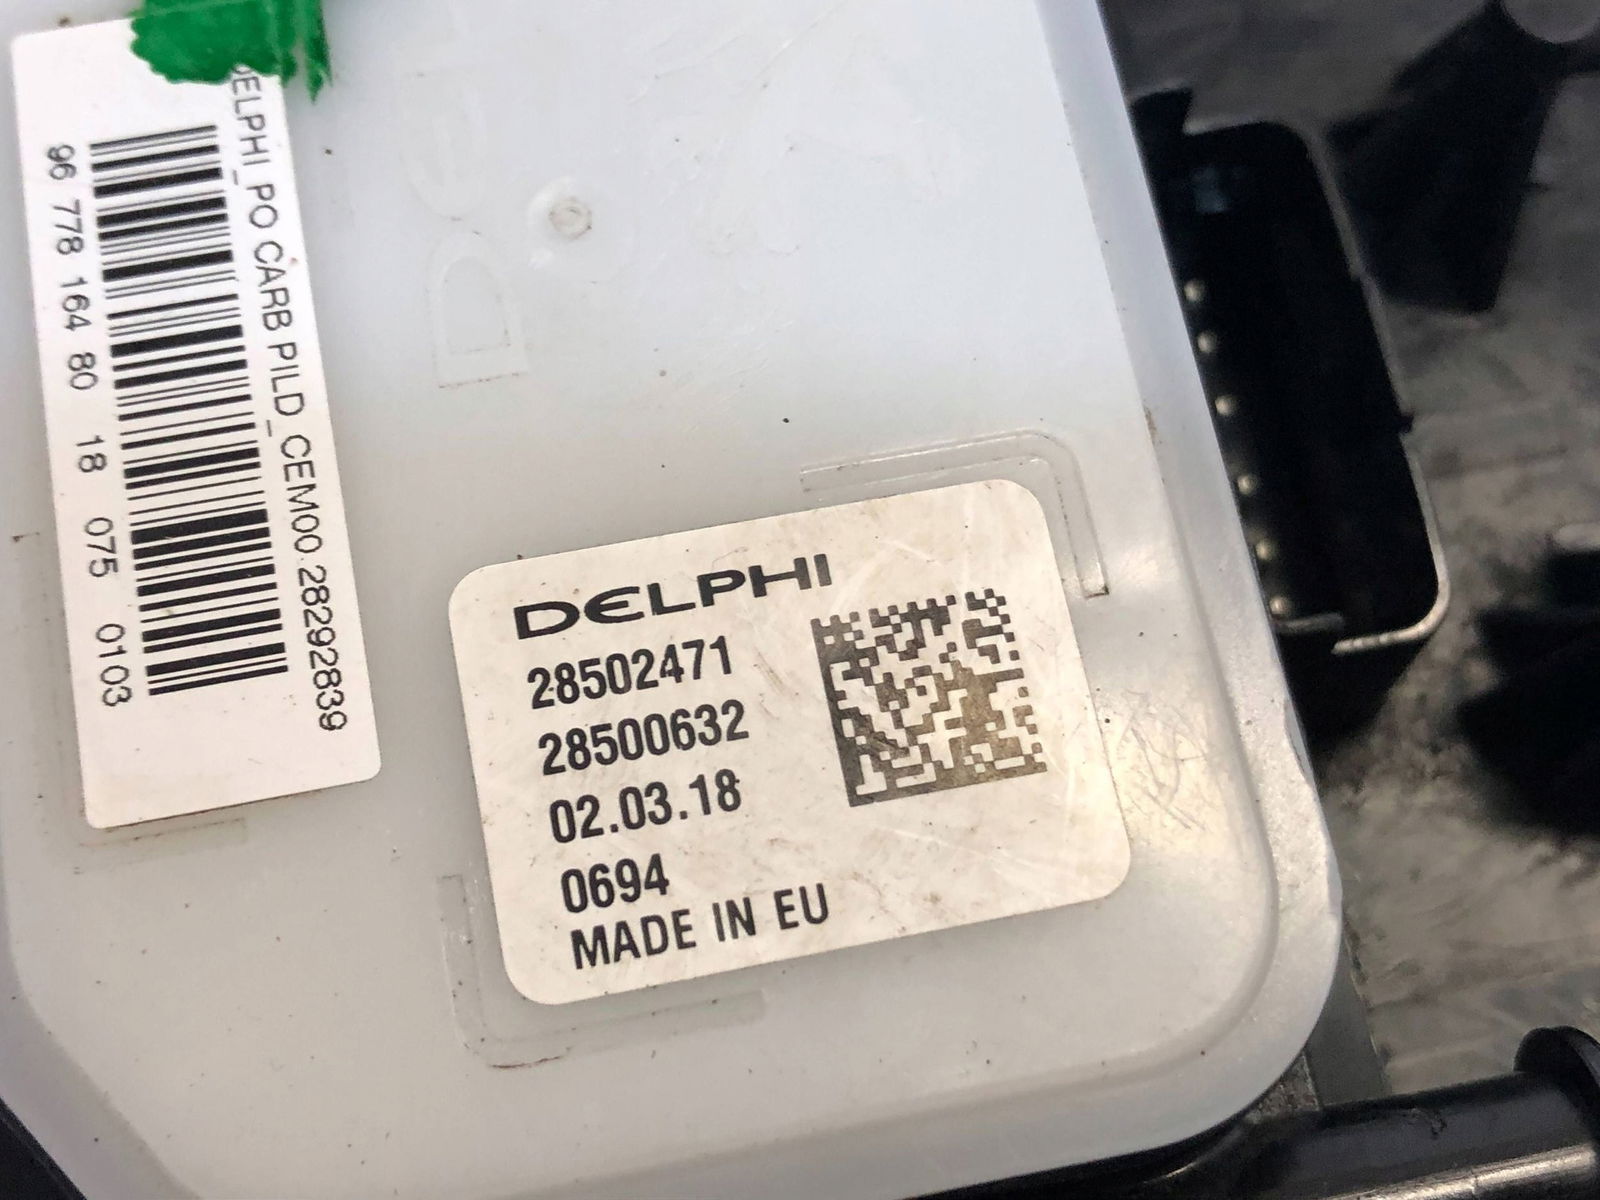 DELPHI_PO CARB PILD_CEM00.28292839
96 778 164 80 18 075 0103
Del
DELPHI
28502471
28500632
02.03.18
0694
MADE IN EU